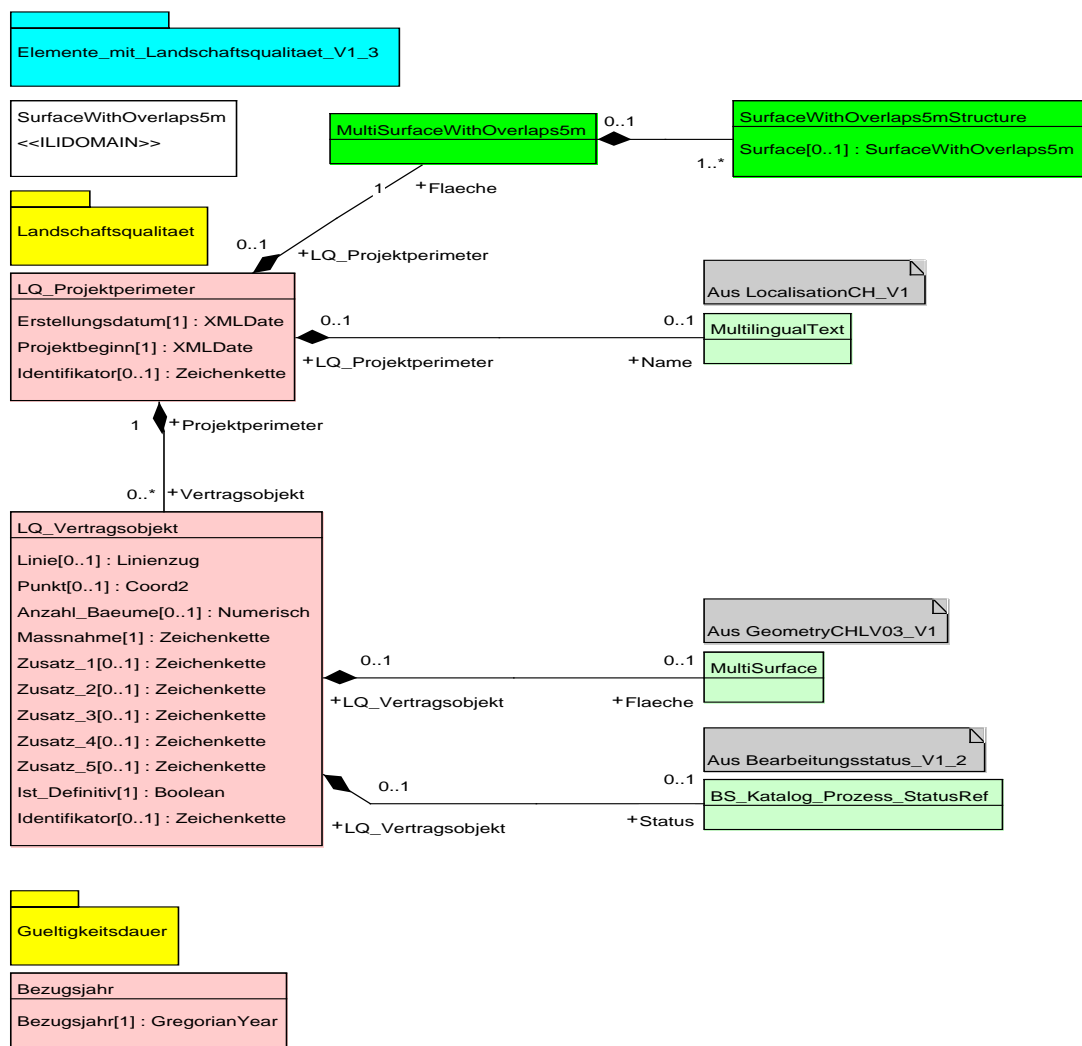 Elemente_mit_Landschaftsqualitaet_V1_3
SurfaceWithOverlaps5m
<<ILIDOMAIN>>
MultiSurfaceWithOverlaps5m
0..1
1..*
SurfaceWithOverlaps5mStructure
Surface[0..1] : SurfaceWithOverlaps5m
1
+Flaeche
Landschaftsqualitaet
0..1
+LQ_Projektperimeter
LQ_Projektperimeter
Erstellungsdatum[1] : XMLDate
Projektbeginn[1] : XMLDate
Identifikator[0..1] : Zeichenkette
0..1
+LQ_Projektperimeter
0..1
+Name
Aus LocalisationCH_V1
MultilingualText
1
+Projektperimeter
0..*
+Vertragsobjekt
LQ_Vertragsobjekt
Linie[0..1] : Linienzug
Punkt[0..1] : Coord2
Anzahl_Baeume[0..1] : Numerisch
Massnahme[1] : Zeichenkette
Zusatz_1[0..1] : Zeichenkette
Zusatz_2[0..1] : Zeichenkette
Zusatz_3[0..1] : Zeichenkette
Zusatz_4[0..1] : Zeichenkette
Zusatz_5[0..1] : Zeichenkette
Ist_Definitiv[1] : Boolean
Identifikator[0..1] : Zeichenkette
Aus GeometryCHLV03_V1
0..1
0..1
MultiSurface
+LQ_Vertragsobjekt
+Flaeche
Aus Bearbeitungsstatus_V1_2
0..1
0..1
BS_Katalog_Prozess_StatusRef
+LQ_Vertragsobjekt
+Status
Gueltigkeitsdauer
Bezugsjahr
Bezugsjahr[1] : GregorianYear